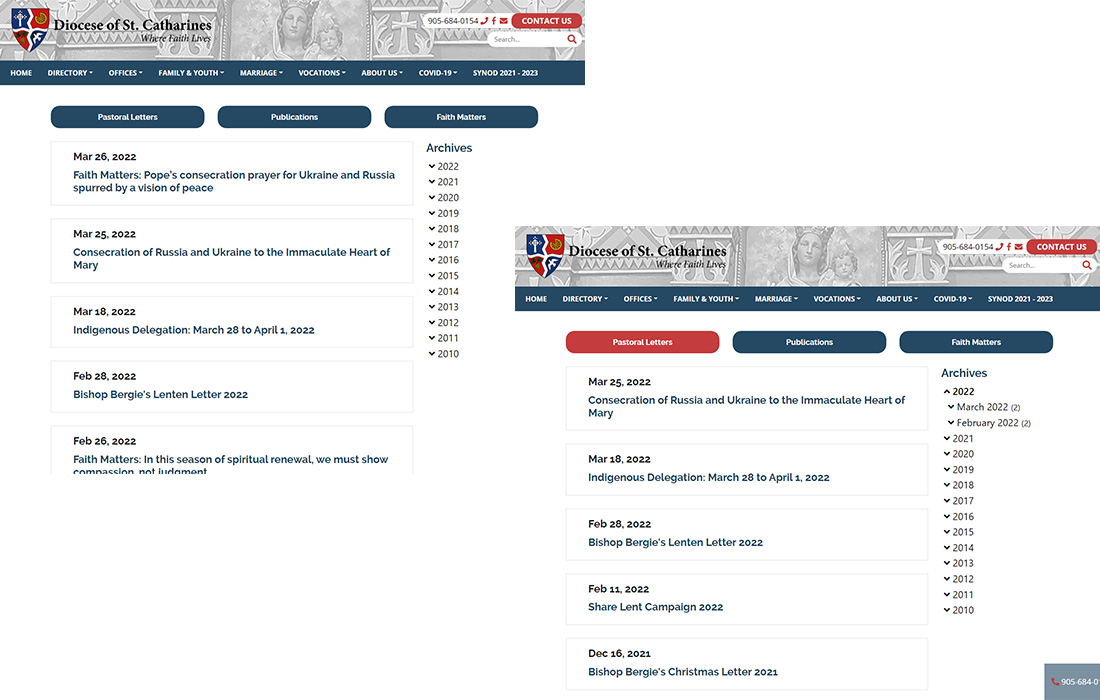 Diocese of St. Catharines
Where Faith Lives
905-684-0154 CONTACT US
Search...
HOME DIRECTORY OFFICES FAMILY & YOUTH MARRIAGE VOCATIONS ABOUT US COVID-19 SYNOD 2021 - 2023
Pastoral Letters Publications Faith Matters
Mar 26, 2022
Faith Matters: Pope's consecration prayer for Ukraine and Russia
spurred by a vision of peace
Mar 25, 2022
Consecration of Russia and Ukraine to the Immaculate Heart of
Mary
Mar 18, 2022
Indigenous Delegation: March 28 to April 1, 2022
Feb 28, 2022
Bishop Bergie's Lenten Letter 2022
Feb 26, 2022
Faith Matters: In this season of spiritual renewal, we must show
compassion, not judgment
Archives
2022
2021
2020
2019
2018
2017
2016
2015
2014
2013
2012
2011
2010
Diocese of St. Catharines
Where Faith Lives
905-684-0154 CONTACT US
Search...
HOME DIRECTORY OFFICES FAMILY & YOUTH MARRIAGE VOCATIONS ABOUT US COVID-19 SYNOD 2021 - 2023
Pastoral Letters Publications Faith Matters
Mar 25, 2022
Consecration of Russia and Ukraine to the Immaculate Heart of
Mary
Mar 18, 2022
Indigenous Delegation: March 28 to April 1, 2022
Feb 28, 2022
Bishop Bergie's Lenten Letter 2022
Feb 11, 2022
Share Lent Campaign 2022
Dec 16, 2021
Bishop Bergie's Christmas Letter 2021
Archives
2022
March 2022 (2)
February 2022 (2)
2021
2020
2019
2018
2017
2016
2015
2014
2013
2012
2011
2010
905-684-0